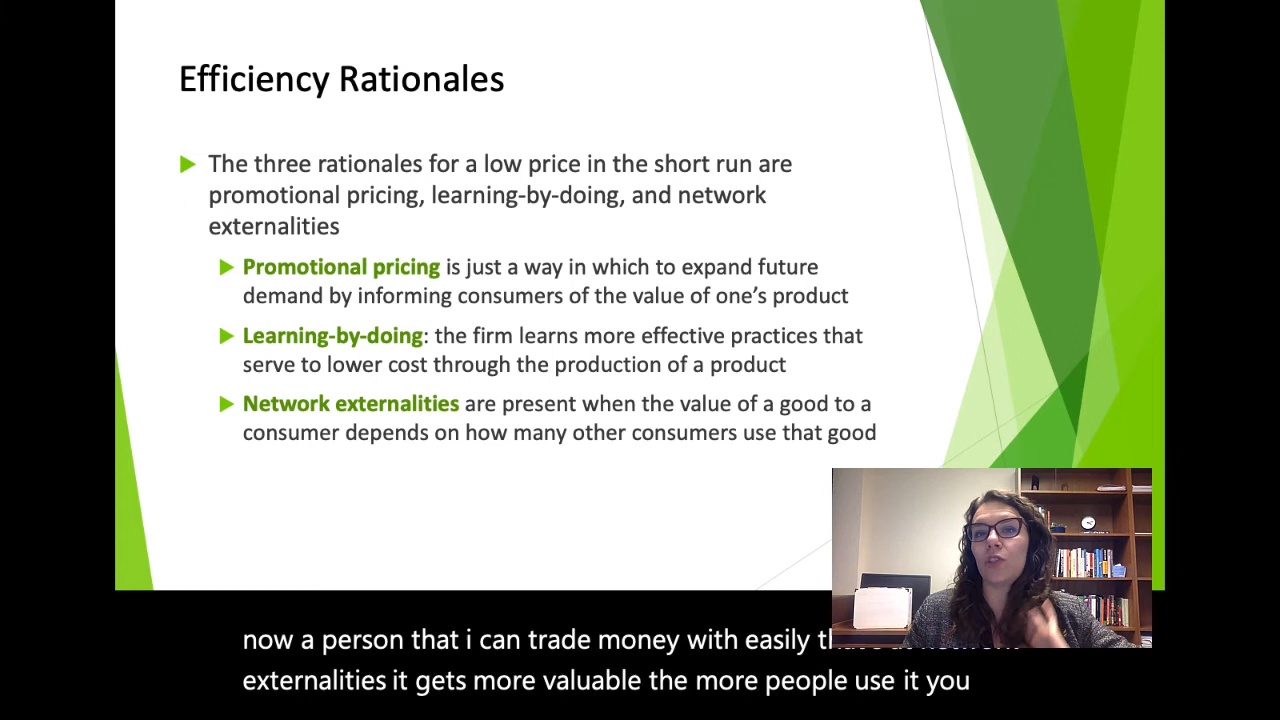 Efficiency Rationales
The three rationales for a low price in the short run are
promotional pricing, learning-by-doing, and network
externalities
Promotional pricing is just a way in which to expand future
demand by informing consumers of the value of one’s product
Learning-by-doing: the firm learns more effective practices that
serve to lower cost through the production of a product
Network externalities are present when the value of a good to a
consumer depends on how many other consumers use that good
now a person that i can trade money with easily
externalities it gets more valuable the more people use it you